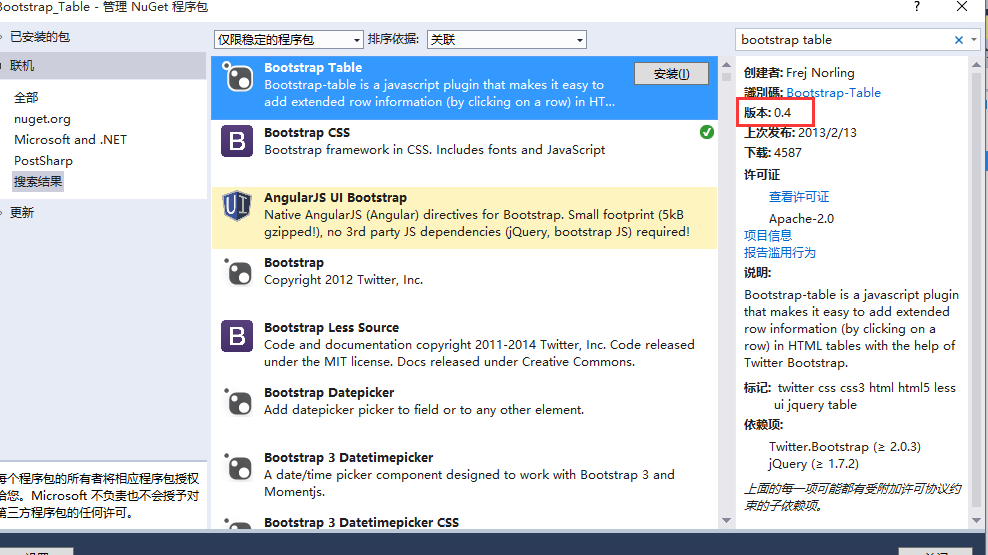 Bootstrap_Table - 管理 NuGet 程序包
?
已安装的包
联机
全部
nuget.org
Microsoft and .NET
PostSharp
搜索结果
更新
每个程序包的所有者将相应程序包授权
给您。Microsoft 不负责也不会授予对
第三方程序包的任何许可。
仅限稳定的程序包
排序依据:
关联
Bootstrap Table
Bootstrap-table is a javascript plugin that makes it easy to
add extended row information (by clicking on a row) in HT...
安装(I)
Bootstrap CSS
Bootstrap framework in CSS. Includes fonts and JavaScript
AngularJS UI Bootstrap
Native AngularJS (Angular) directives for Bootstrap. Small footprint (5kB
gzipped!), no 3rd party JS dependencies (jQuery, bootstrap JS) required!
Bootstrap
Copyright 2012 Twitter, Inc.
Bootstrap Less Source
Code and documentation copyright 2011-2014 Twitter, Inc. Code released
under the MIT license. Docs released under Creative Commons.
Bootstrap Datepicker
Add datepicker picker to field or to any other element.
Bootstrap 3 Datetimepicker
A date/time picker component designed to work with Bootstrap 3 and
Momentjs.
Bootstrap 3 Datetimepicker CSS
bootstrap table
创建者: Frej Norling
識別碼: Bootstrap-Table
版本: 0.4
上次发布: 2013/2/13
下载: 4587
许可证
查看许可证
Apache-2.0
项目信息
报告滥用行为
说明:
Bootstrap-table is a javascript plugin
that makes it easy to add extended
row information (by clicking on a
row) in HTML tables with the help of
Twitter Bootstrap.
标记: twitter css css3 html html5 less
ui jquery table
依赖项:
Twitter.Bootstrap (≥ 2.0.3)
jQuery (≥ 1.7.2)
上面的每一项可能都有受附加许可协议约
束的子依赖项。